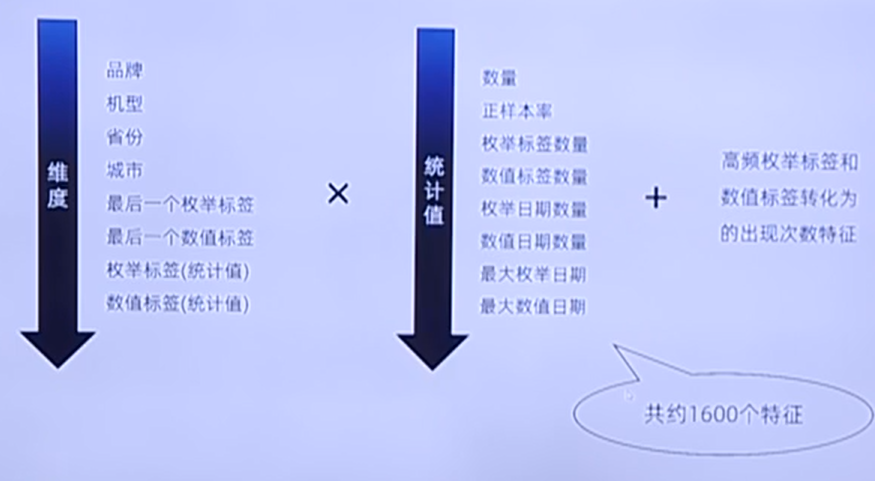 维度
品牌
机型
省份
城市
最后一个枚举标签
最后一个数值标签
枚举标签(统计值)
数值标签(统计值)
×
统计值
数量
正样本率
枚举标签数量
数值标签数量
枚举日期数量
数值日期数量
最大枚举日期
最大数值日期
+
高频枚举标签和
数值标签转化为
的出现次数特征
共约1600个特征